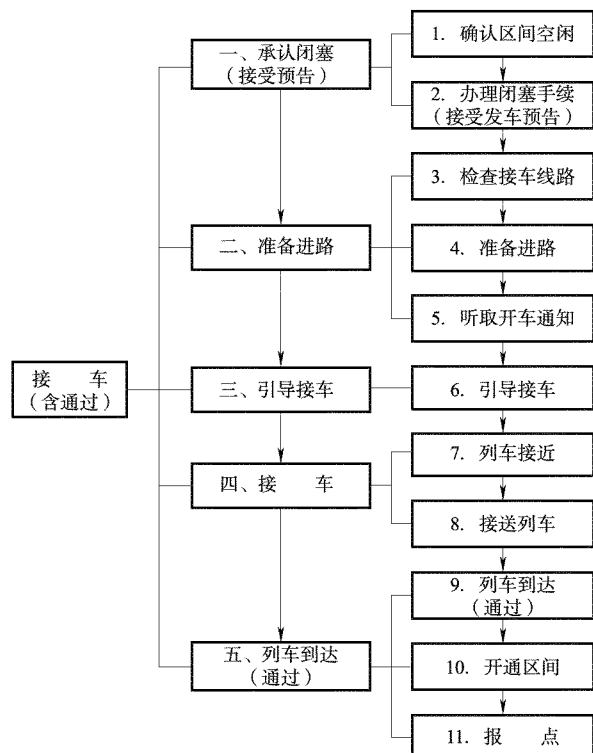 接　　车
（含通过）
一、承认闭塞
（接受预告）
二、准备进路
三、引导接车
四、接　　车
五、列车到达
（通过）
1. 确认区间空闲
2. 办理闭塞手续
（接受发车预告）
3. 检查接车线路
4. 准备进路
5. 听取开车通知
6. 引导接车
7. 列车接近
8. 接送列车
9. 列车到达
（通过）
10. 开通区间
11. 报　　点